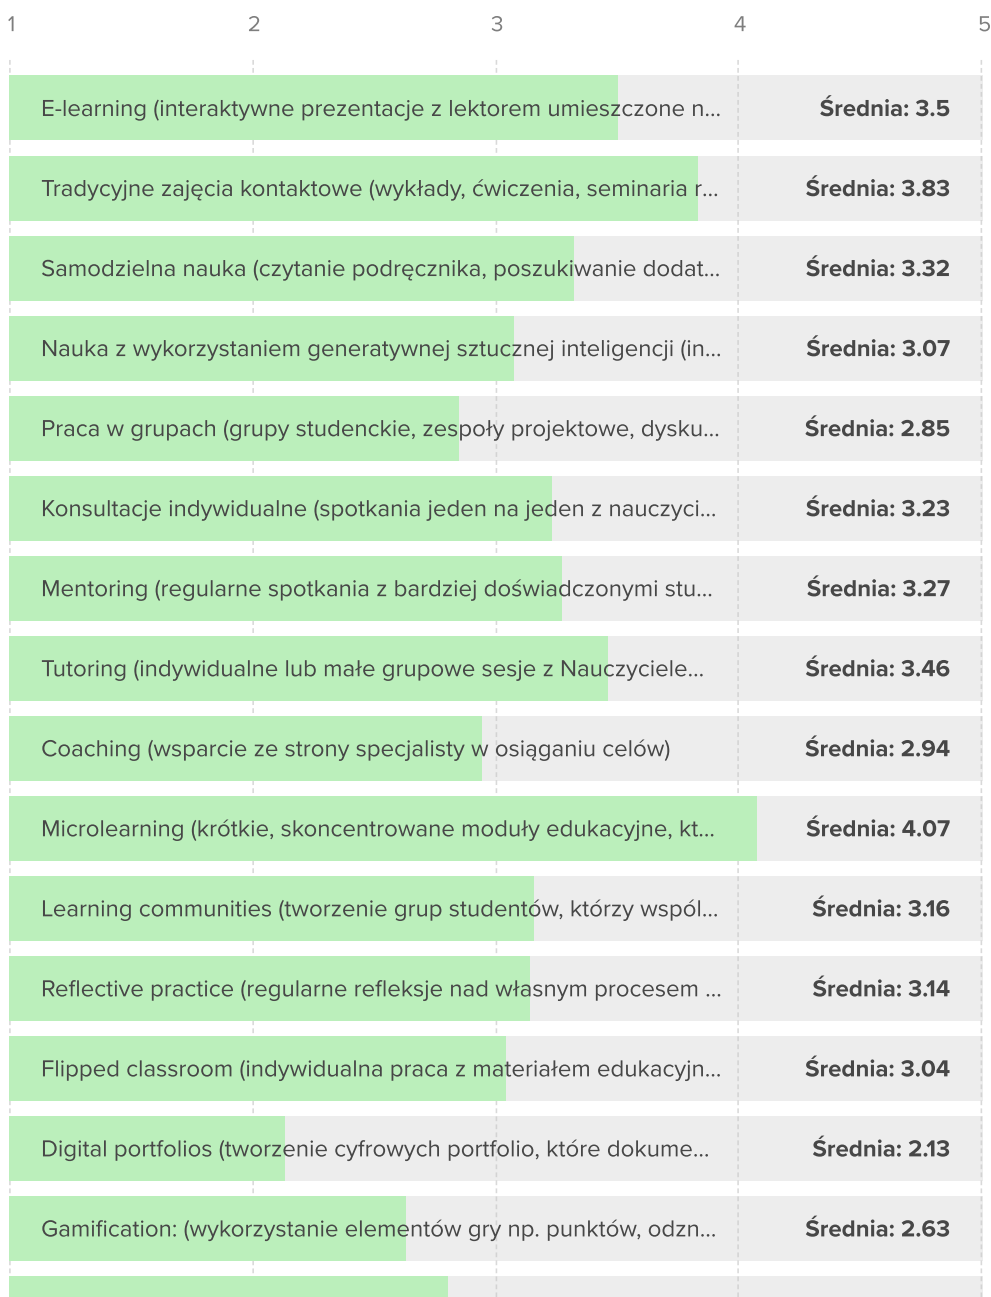 1 2 3 4 5
E-learning (interaktywne prezentacje z lektorem umieszczone n... Średnia: 3.5
Tradycyjne zajęcia kontaktowe (wykłady, ćwiczenia, seminaria r... Średnia: 3.83
Samodzielna nauka (czytanie podręcznika, poszukiwanie dodat... Średnia: 3.32
Nauka z wykorzystaniem generatywnej sztucznej inteligencji (in... Średnia: 3.07
Praca w grupach (grupy studenckie, zespoły projektowe, dysku... Średnia: 2.85
Konsultacje indywidualne (spotkania jeden na jeden z nauczyci... Średnia: 3.23
Mentoring (regularne spotkania z bardziej doświadczonymi stu... Średnia: 3.27
Tutoring (indywidualne lub małe grupowe sesje z Nauczyciele... Średnia: 3.46
Coaching (wsparcie ze strony specjalisty w osiąganiu celów) Średnia: 2.94
Microlearning (krótkie, skoncentrowane moduły edukacyjne, kt... Średnia: 4.07
Learning communities (tworzenie grup studentów, którzy wspól... Średnia: 3.16
Reflective practice (regularne refleksje nad własnym procesem ... Średnia: 3.14
Flipped classroom (indywidualna praca z materiałem edukacyjn... Średnia: 3.04
Digital portfolios (tworzenie cyfrowych portfolio, które dokume... Średnia: 2.13
Gamification: (wykorzystanie elementów gry np. punktów, odzn... Średnia: 2.63